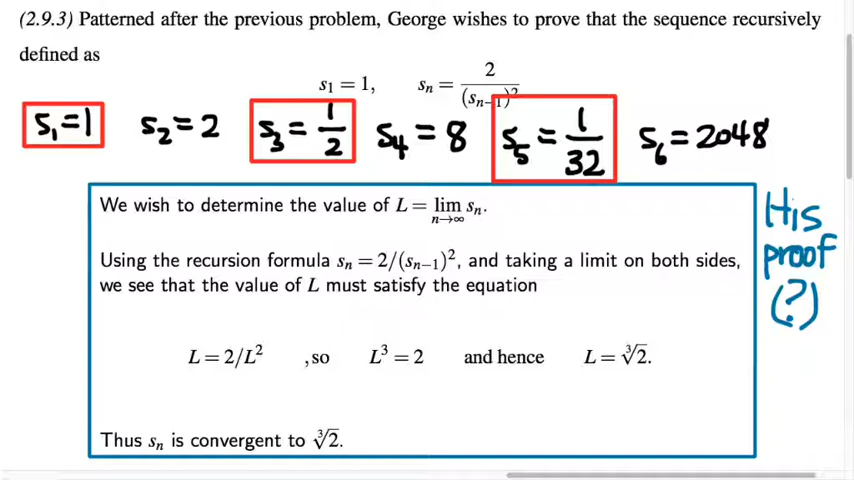 (2.9.3) Patterned after the previous problem, George wishes to prove that the sequence recursively
defined as
s₁ = 1, sₙ = 2/(sₙ₋₁)²
S₁=1 S₂=2 S₃=1/2 S₄=8 S₅=1/32 S₆=2048
We wish to determine the value of L = lim n→∞ sₙ.
Using the recursion formula sₙ = 2/(sₙ₋₁)², and taking a limit on both sides,
we see that the value of L must satisfy the equation
L = 2/L² , so L³ = 2 and hence L = ∛2.
Thus sₙ is convergent to ∛2.
His
proof
(?)